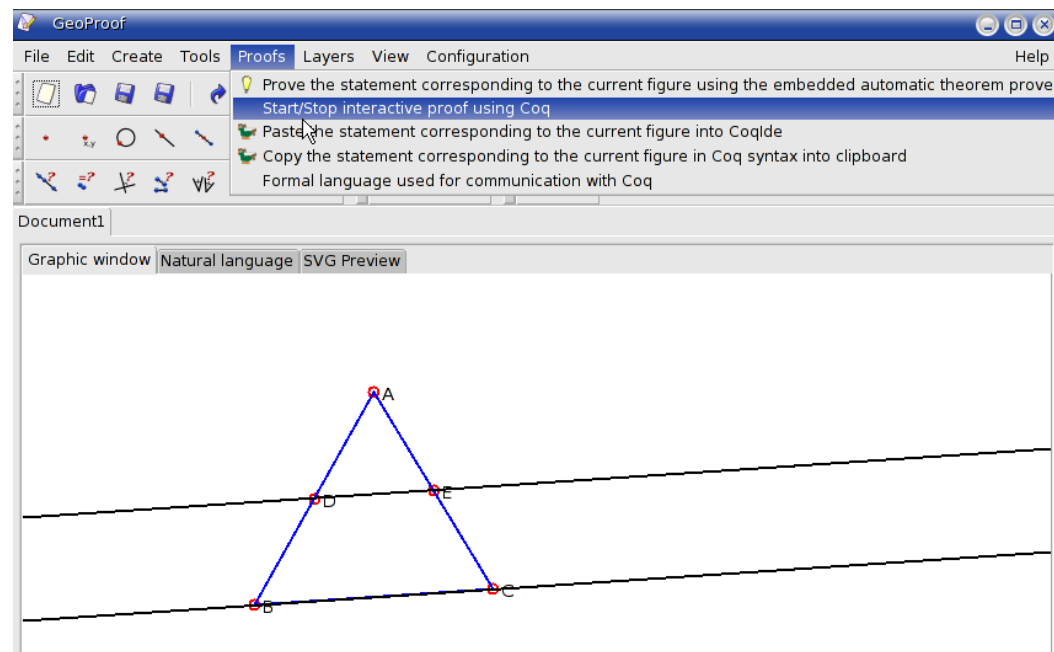 GeoProof
File Edit Create Tools Proofs Layers View Configuration Help
Prove the statement corresponding to the current figure using the embedded automatic theorem prove
Start/Stop interactive proof using Coq
Paste the statement corresponding to the current figure into CoqIde
Copy the statement corresponding to the current figure in Coq syntax into clipboard
Formal language used for communication with Coq
x,y
? =? ? ? ?
Document1
Graphic window Natural language SVG Preview
A
D E
B C